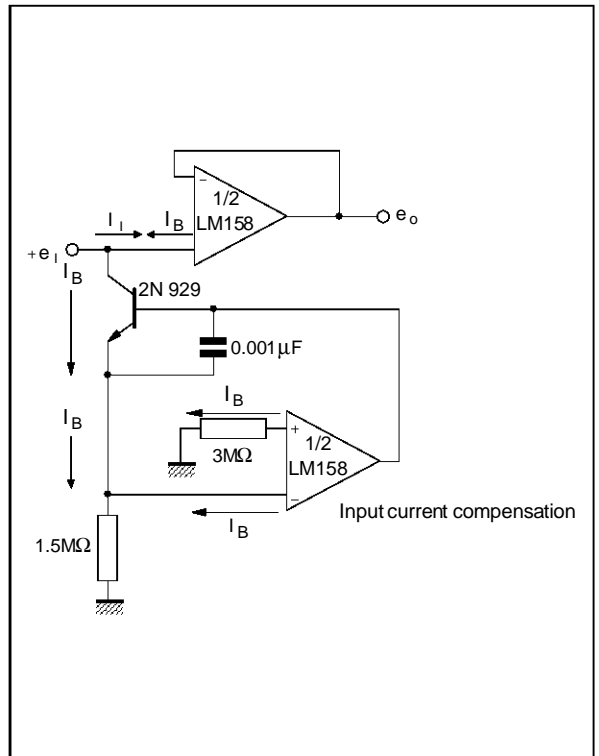 1/2
LM158
e o
I I
I B
+e I
I B
2N 929
0.001μF
I B
I B
3MΩ
1/2
LM158
I B
Input current compensation
1.5MΩ